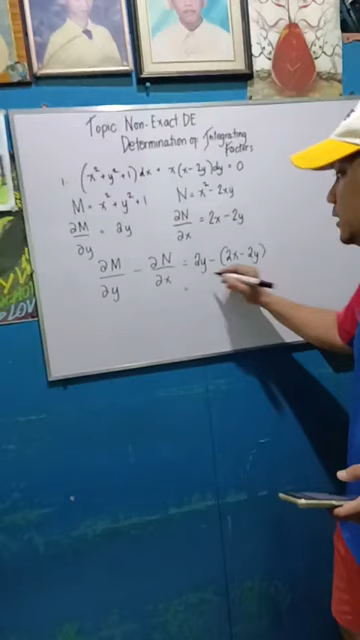 Topic Non-Exact DE
Determination of Integrating
Factors
1. (x²+y²+1)dx + x(x-2y)dy = 0
M = x²+y²+1 N = x²-2xy
∂M/∂y = 2y ∂N/∂x = 2x-2y
∂M/∂y - ∂N/∂x = 2y-(2x-2y)
=
LOV